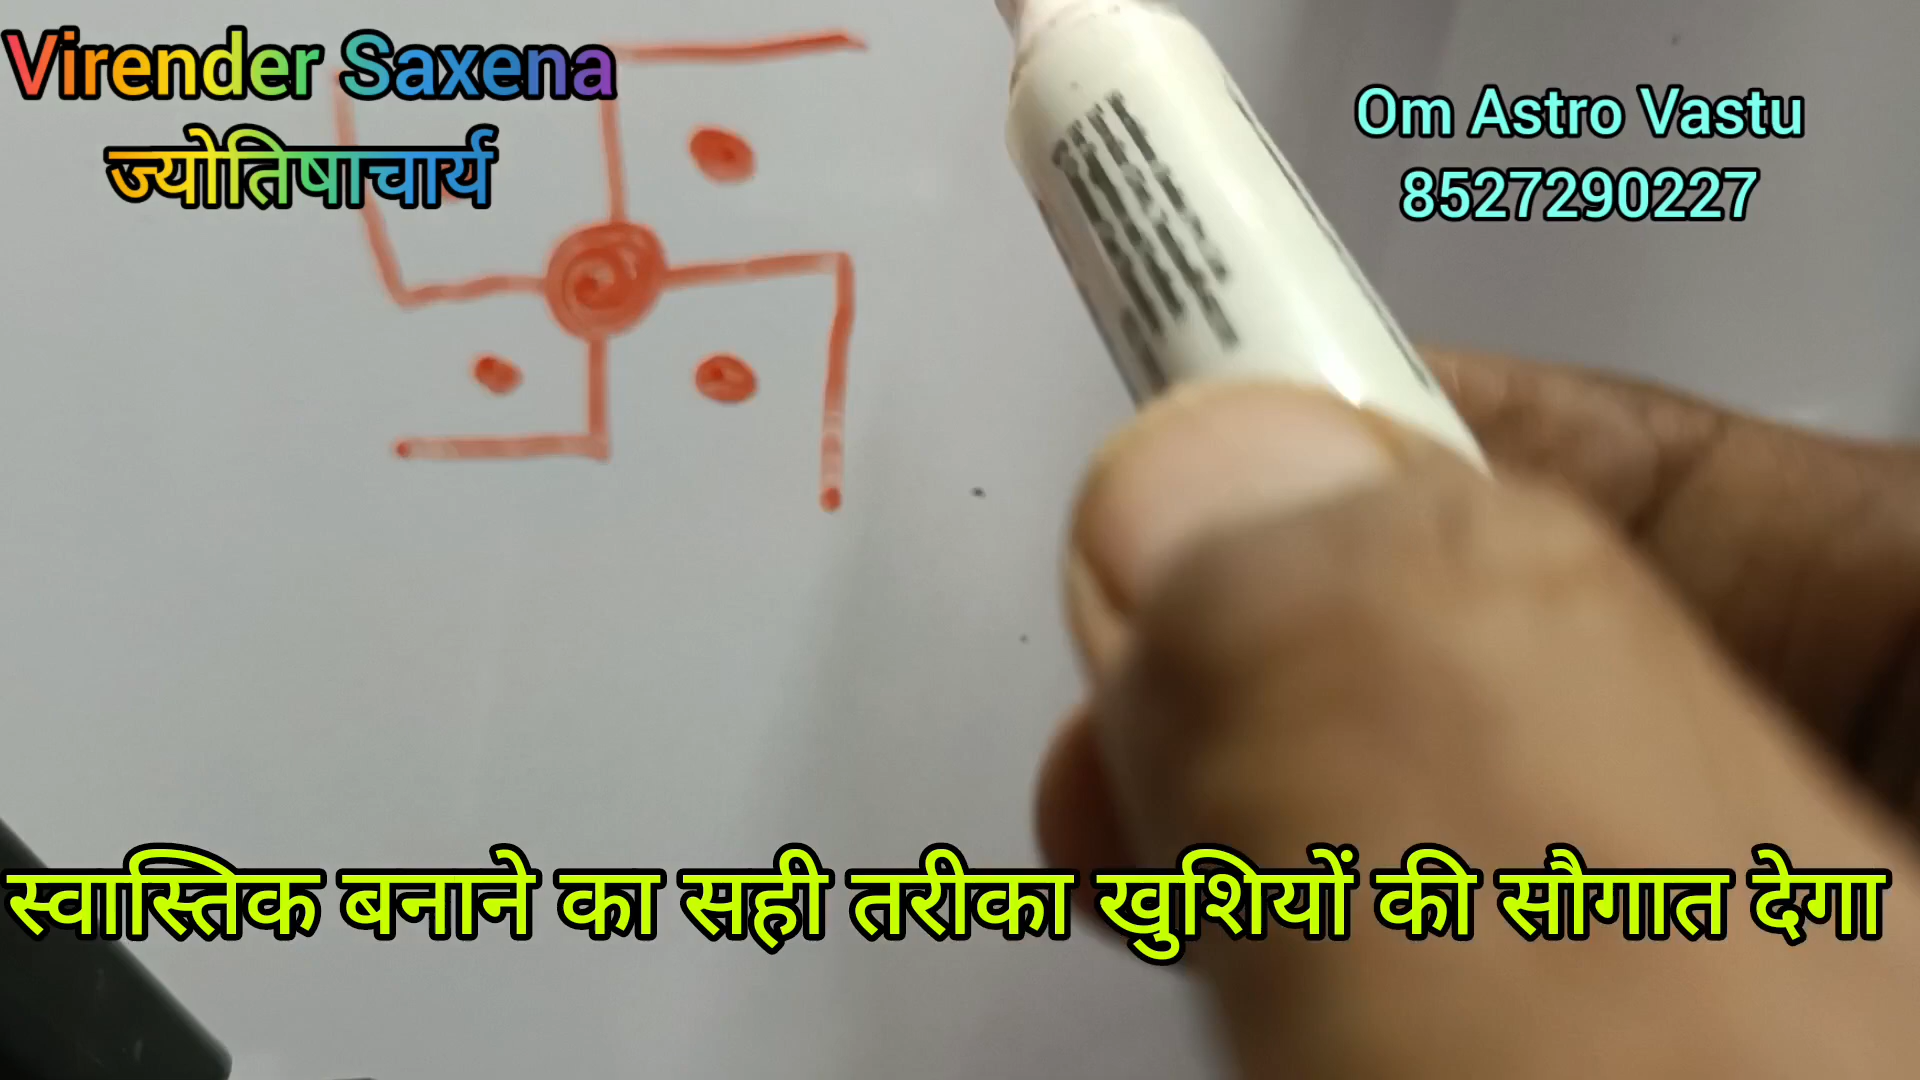 Virender Saxena
ज्योतिषाचार्य
Om Astro Vastu
8527290227
स्वास्तिक बनाने का सही तरीका खुशियों की सौगात देगा